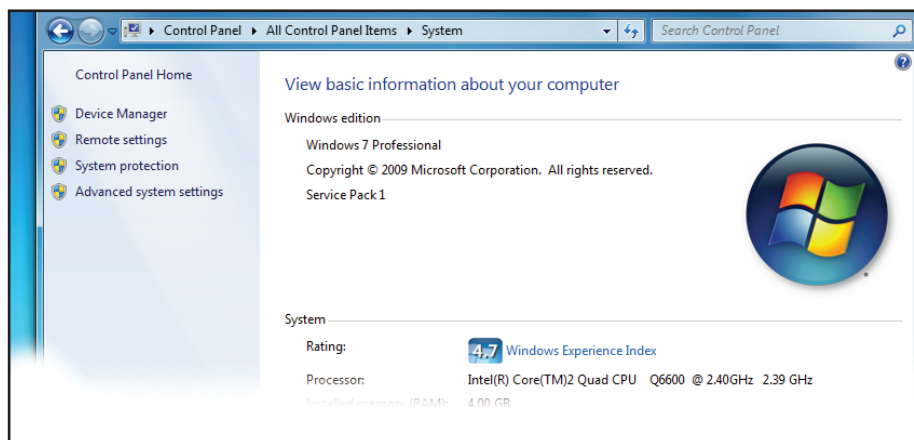 Control Panel ▸ All Control Panel Items ▸ System
Search Control Panel
Control Panel Home
Device Manager
Remote settings
System protection
Advanced system settings
View basic information about your computer
Windows edition
Windows 7 Professional
Copyright © 2009 Microsoft Corporation. All rights reserved.
Service Pack 1
System
Rating: 4.7 Windows Experience Index
Processor: Intel(R) Core(TM)2 Quad CPU Q6600 @ 2.40GHz 2.39 GHz
Installed memory (RAM): 4.00 GB